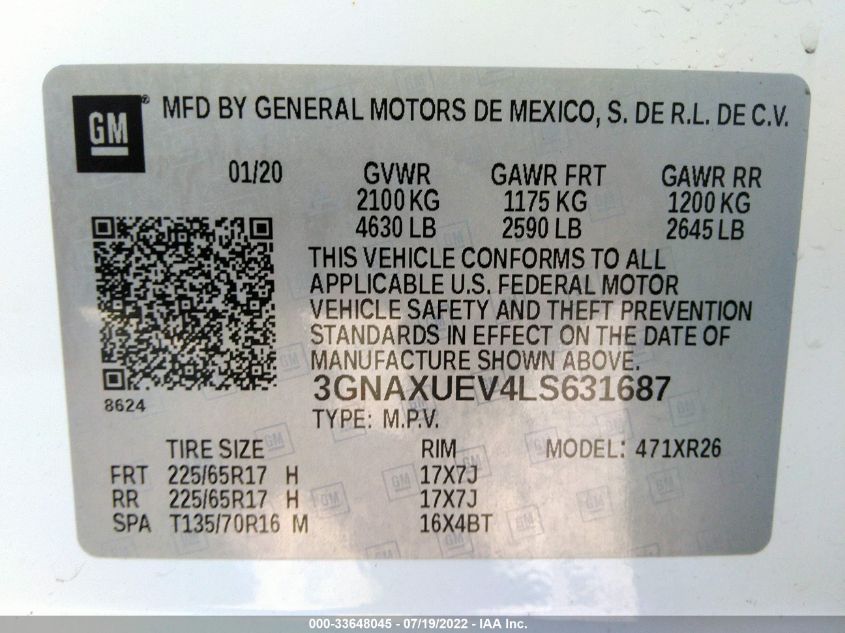 GM® MFD BY GENERAL MOTORS DE MEXICO, S. DE R.L. DE C.V.
01/20 GVWR GAWR FRT GAWR RR
2100 KG 1175 KG 1200 KG
4630 LB 2590 LB 2645 LB
THIS VEHICLE CONFORMS TO ALL
APPLICABLE U.S. FEDERAL MOTOR
VEHICLE SAFETY AND THEFT PREVENTION
STANDARDS IN EFFECT ON THE DATE OF
MANUFACTURE SHOWN ABOVE.
3GNAXUEV4LS631687
8624
TYPE: M.P.V.
TIRE SIZE RIM MODEL: 471XR26
FRT 225/65R17 H 17X7J
RR 225/65R17 H 17X7J
SPA T135/70R16 M 16X4BT
000-33648045 - 07/19/2022 - IAA Inc.